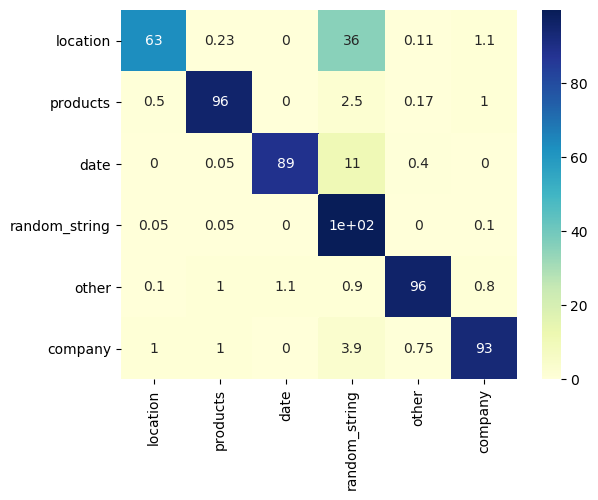 location 63 0.23 0 36 0.11 1.1
products 0.5 96 0 2.5 0.17 1
date 0 0.05 89 11 0.4 0
random_string 0.05 0.05 0 1e+02 0 0.1
other 0.1 1 1.1 0.9 96 0.8
company 1 1 0 3.9 0.75 93
location
products
date
random_string
other
company
80
60
40
20
0